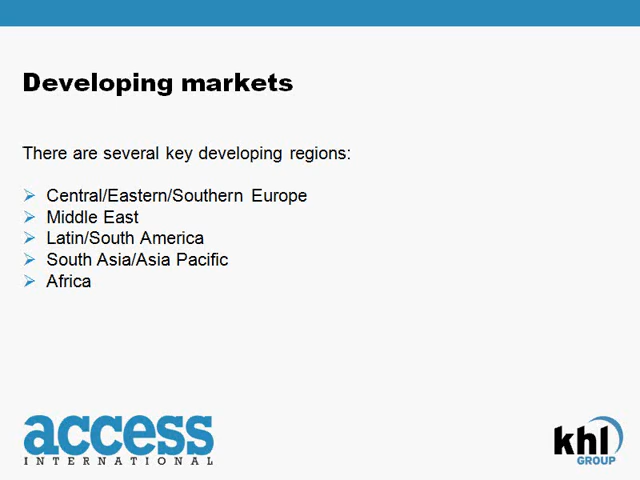 Developing markets
There are several key developing regions:
Central/Eastern/Southern Europe
Middle East
Latin/South America
South Asia/Asia Pacific
Africa
access
INTERNATIONAL
khl
GROUP